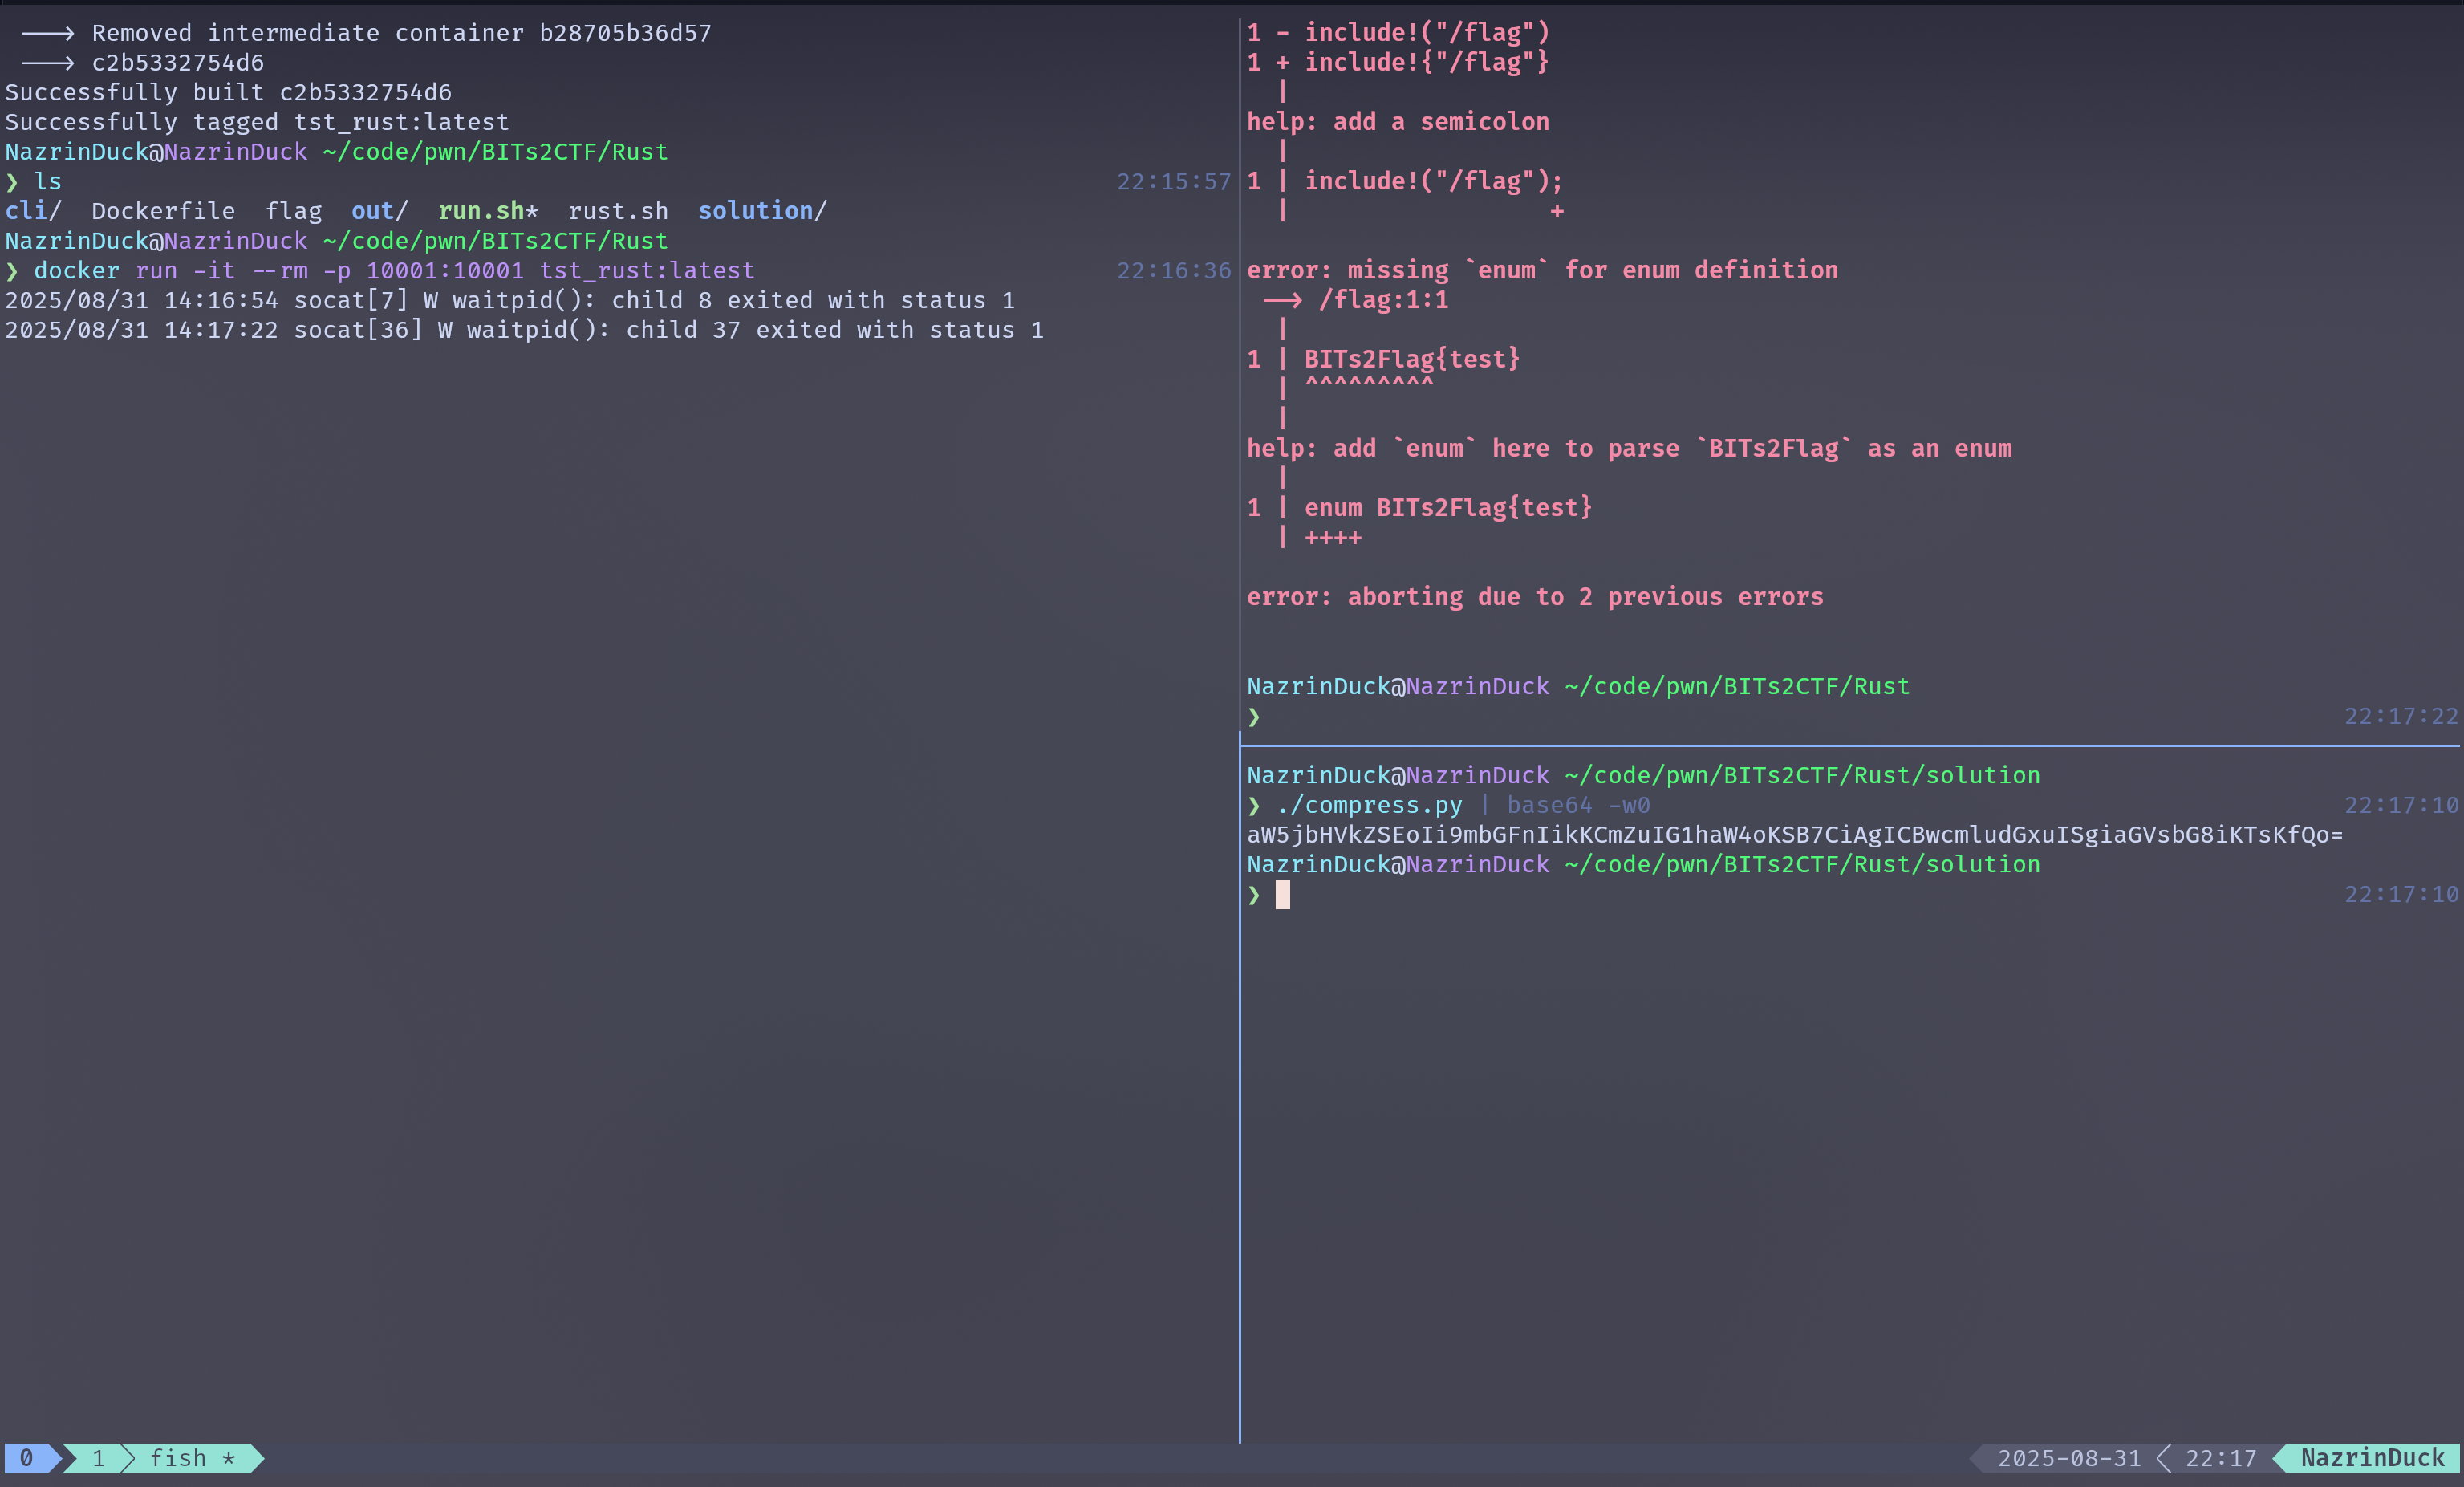 ---> Removed intermediate container b28705b36d57
---> c2b5332754d6
Successfully built c2b5332754d6
Successfully tagged tst_rust:latest
NazrinDuck@NazrinDuck ~/code/pwn/BITs2CTF/Rust
❯ ls 22:15:57
cli/ Dockerfile flag out/ run.sh* rust.sh solution/
NazrinDuck@NazrinDuck ~/code/pwn/BITs2CTF/Rust
❯ docker run -it --rm -p 10001:10001 tst_rust:latest 22:16:36
2025/08/31 14:16:54 socat[7] W waitpid(): child 8 exited with status 1
2025/08/31 14:17:22 socat[36] W waitpid(): child 37 exited with status 1
1 - include!("/flag")
1 + include!{"/flag"}
  |
help: add a semicolon
  |
1 | include!("/flag");
  |                  +
error: missing `enum` for enum definition
 --> /flag:1:1
  |
1 | BITs2Flag{test}
  | ^^^^^^^^^
  |
help: add `enum` here to parse `BITs2Flag` as an enum
  |
1 | enum BITs2Flag{test}
  | ++++
error: aborting due to 2 previous errors
NazrinDuck@NazrinDuck ~/code/pwn/BITs2CTF/Rust
❯ 22:17:22
NazrinDuck@NazrinDuck ~/code/pwn/BITs2CTF/Rust/solution
❯ ./compress.py | base64 -w0 22:17:10
aW5jbHVkZSEoIi9mbGFnIikKCmZuIG1haW4oKSB7CiAgICBwcmludGxuISgiaGVsbG8iKTsKfQo=
NazrinDuck@NazrinDuck ~/code/pwn/BITs2CTF/Rust/solution
❯ 22:17:10
0 1 fish * 2025-08-31 22:17 NazrinDuck